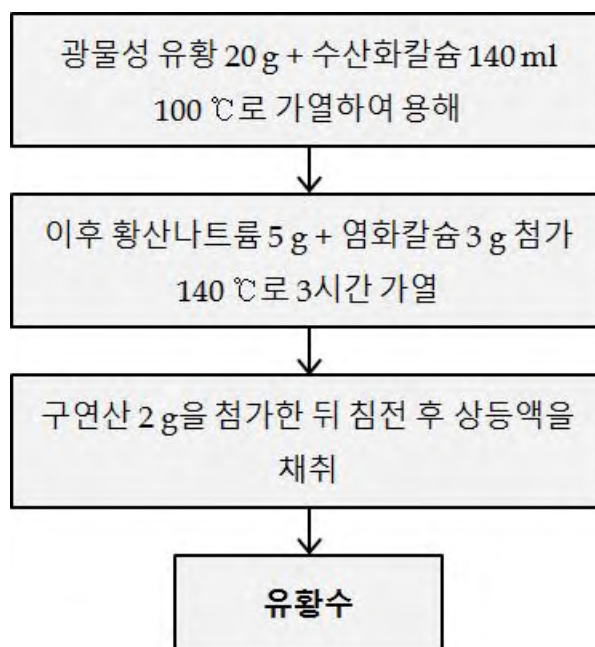 광물성 유황 20 g + 수산화칼슘 140 ml
100 ℃로 가열하여 용해
이후 황산나트륨 5 g + 염화칼슘 3 g 첨가
140 ℃로 3시간 가열
구연산 2 g을 첨가한 뒤 침전 후 상등액을
채취
유황수